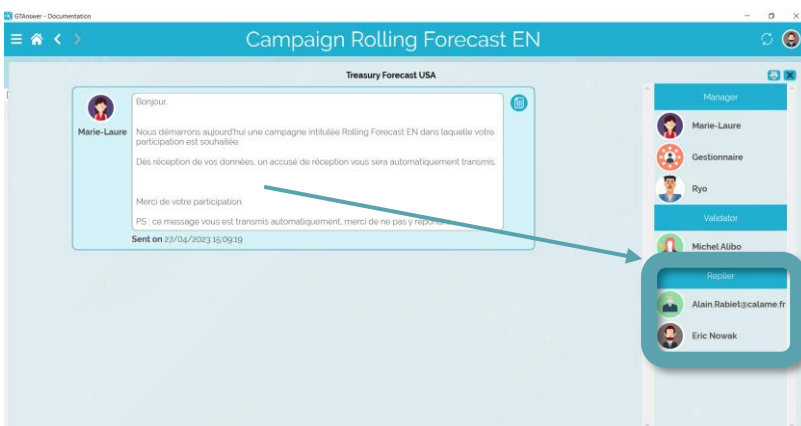 GTAnswer - Documentation
Campaign Rolling Forecast EN
Treasury Forecast USA
Bonjour,
Marie-Laure
Nous démarrons aujourd'hui une campagne intitulée Rolling Forecast EN dans laquelle votre
participation est souhaitée.
Dès réception de vos données, un accusé de réception vous sera automatiquement transmis.
Merci de votre participation.
PS : ce message vous est transmis automatiquement, merci de ne pas y répondre.
Sent on 27/04/2023 15:09:19
Manager
Marie-Laure
Gestionnaire
Ryo
Validator
Michel Alibo
Replier
Alain.Rabiet@calame.fr
Eric Nowak